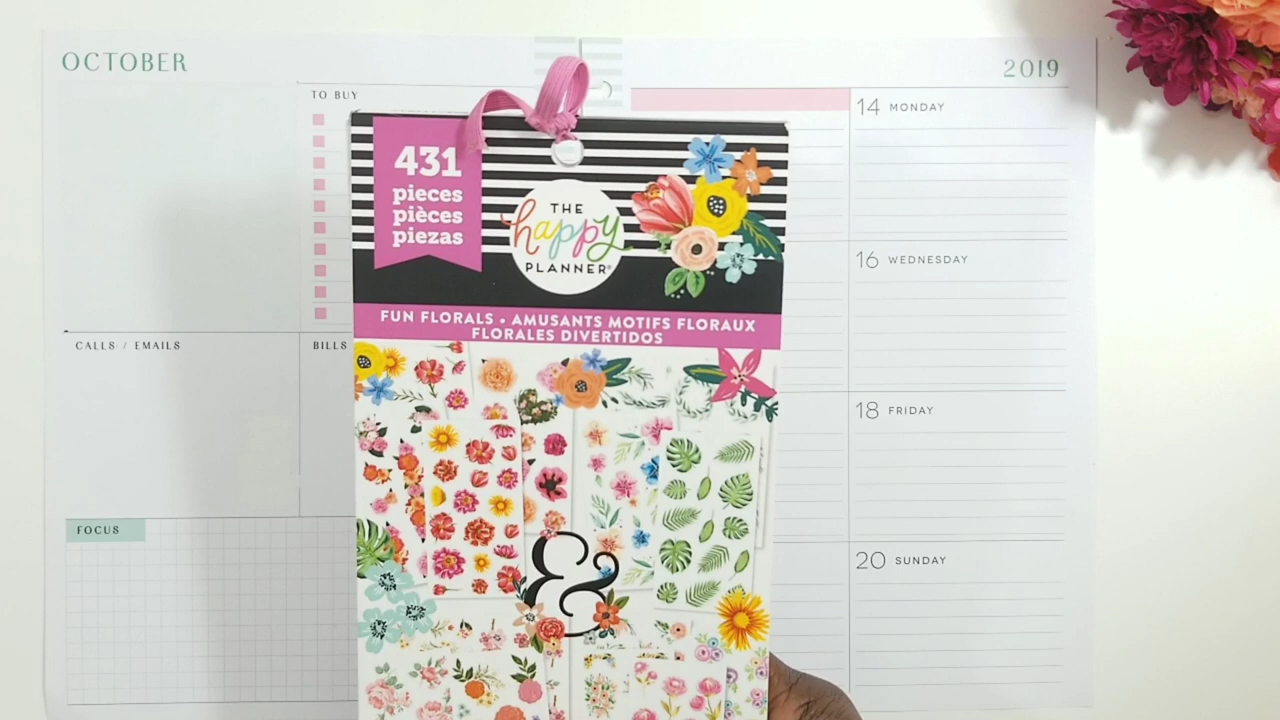 OCTOBER
2019
TO BUY
14 MONDAY
431
pieces
pièces
piezas
THE
happy
PLANNER®
16 WEDNESDAY
FUN FLORALS • AMUSANTS MOTIFS FLORAUX
FLORALES DIVERTIDOS
CALLS / EMAILS
BILLS
18 FRIDAY
FOCUS
&
20 SUNDAY